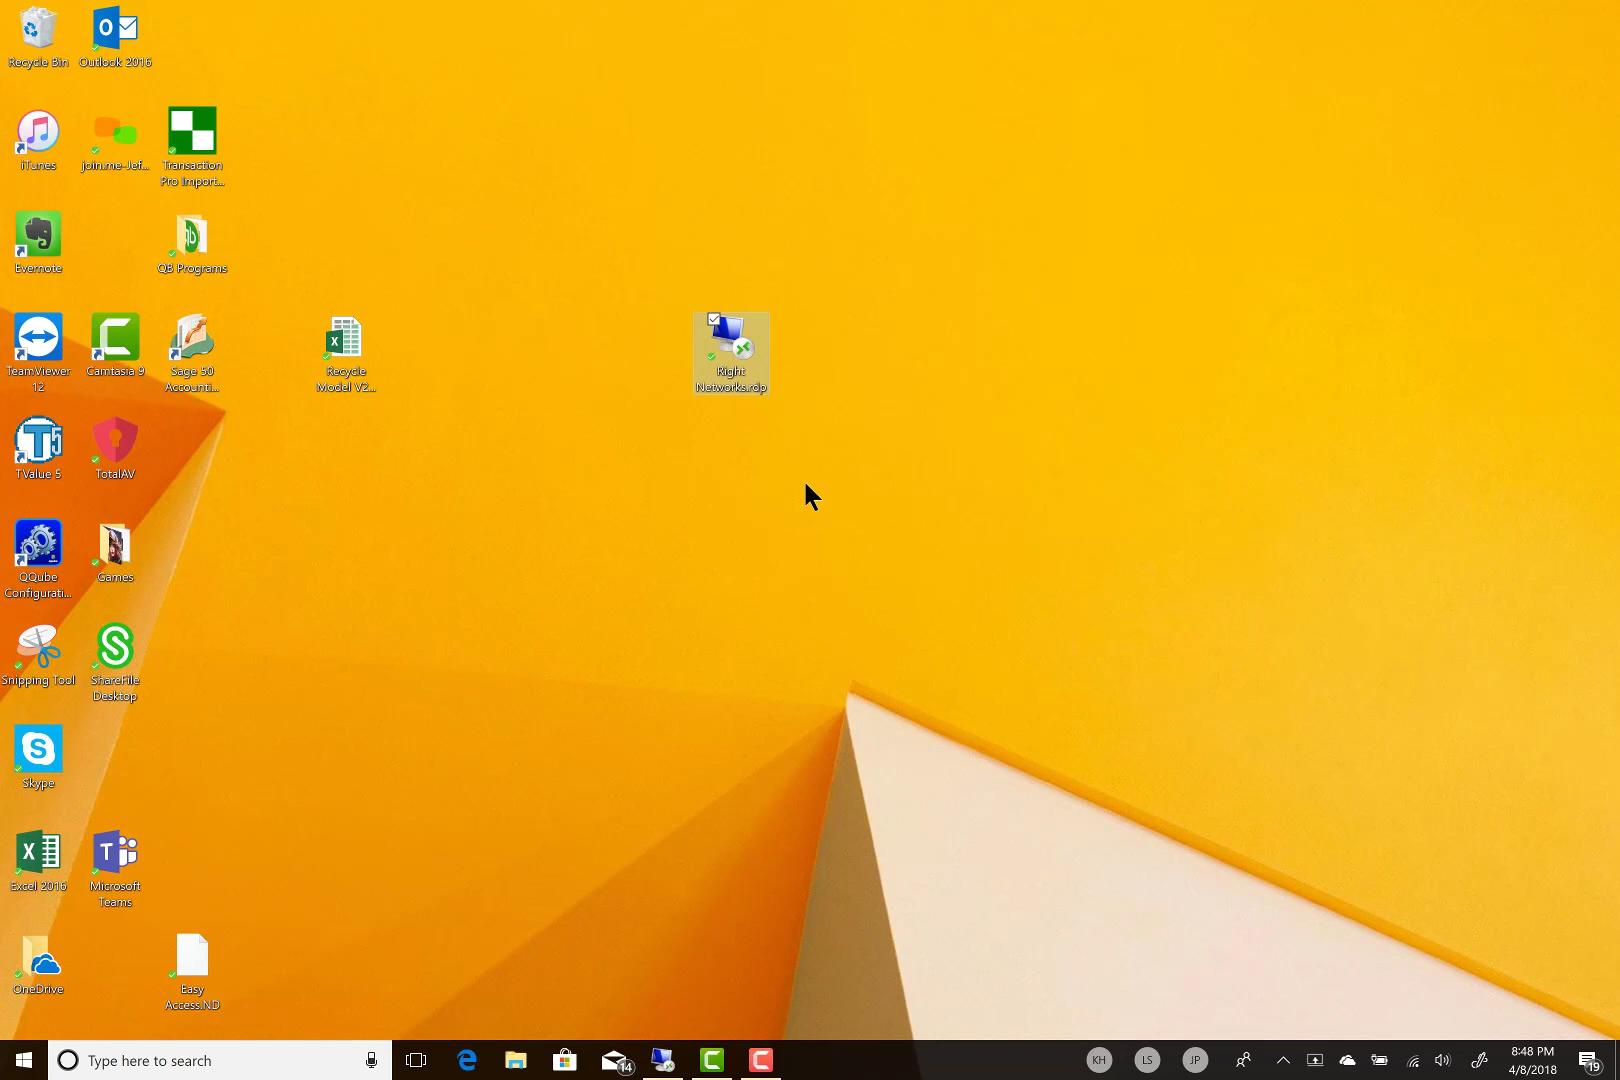 Recycle Bin
Outlook 2016
iTunes
join.me-Jef...
Transaction
Pro Import...
Evernote
QB Programs
TeamViewer
12
Camtasia 9
Sage 50
Accounti...
Recycle
Model V2...
Right
Networks.rdp
TValue 5
TotalAV
QQube
Configurati...
Games
Snipping Tool
ShareFile
Desktop
Skype
Excel 2016
Microsoft
Teams
OneDrive
Easy
Access.ND
Type here to search
14
KH
LS
JP
8:48 PM
4/8/2018
19